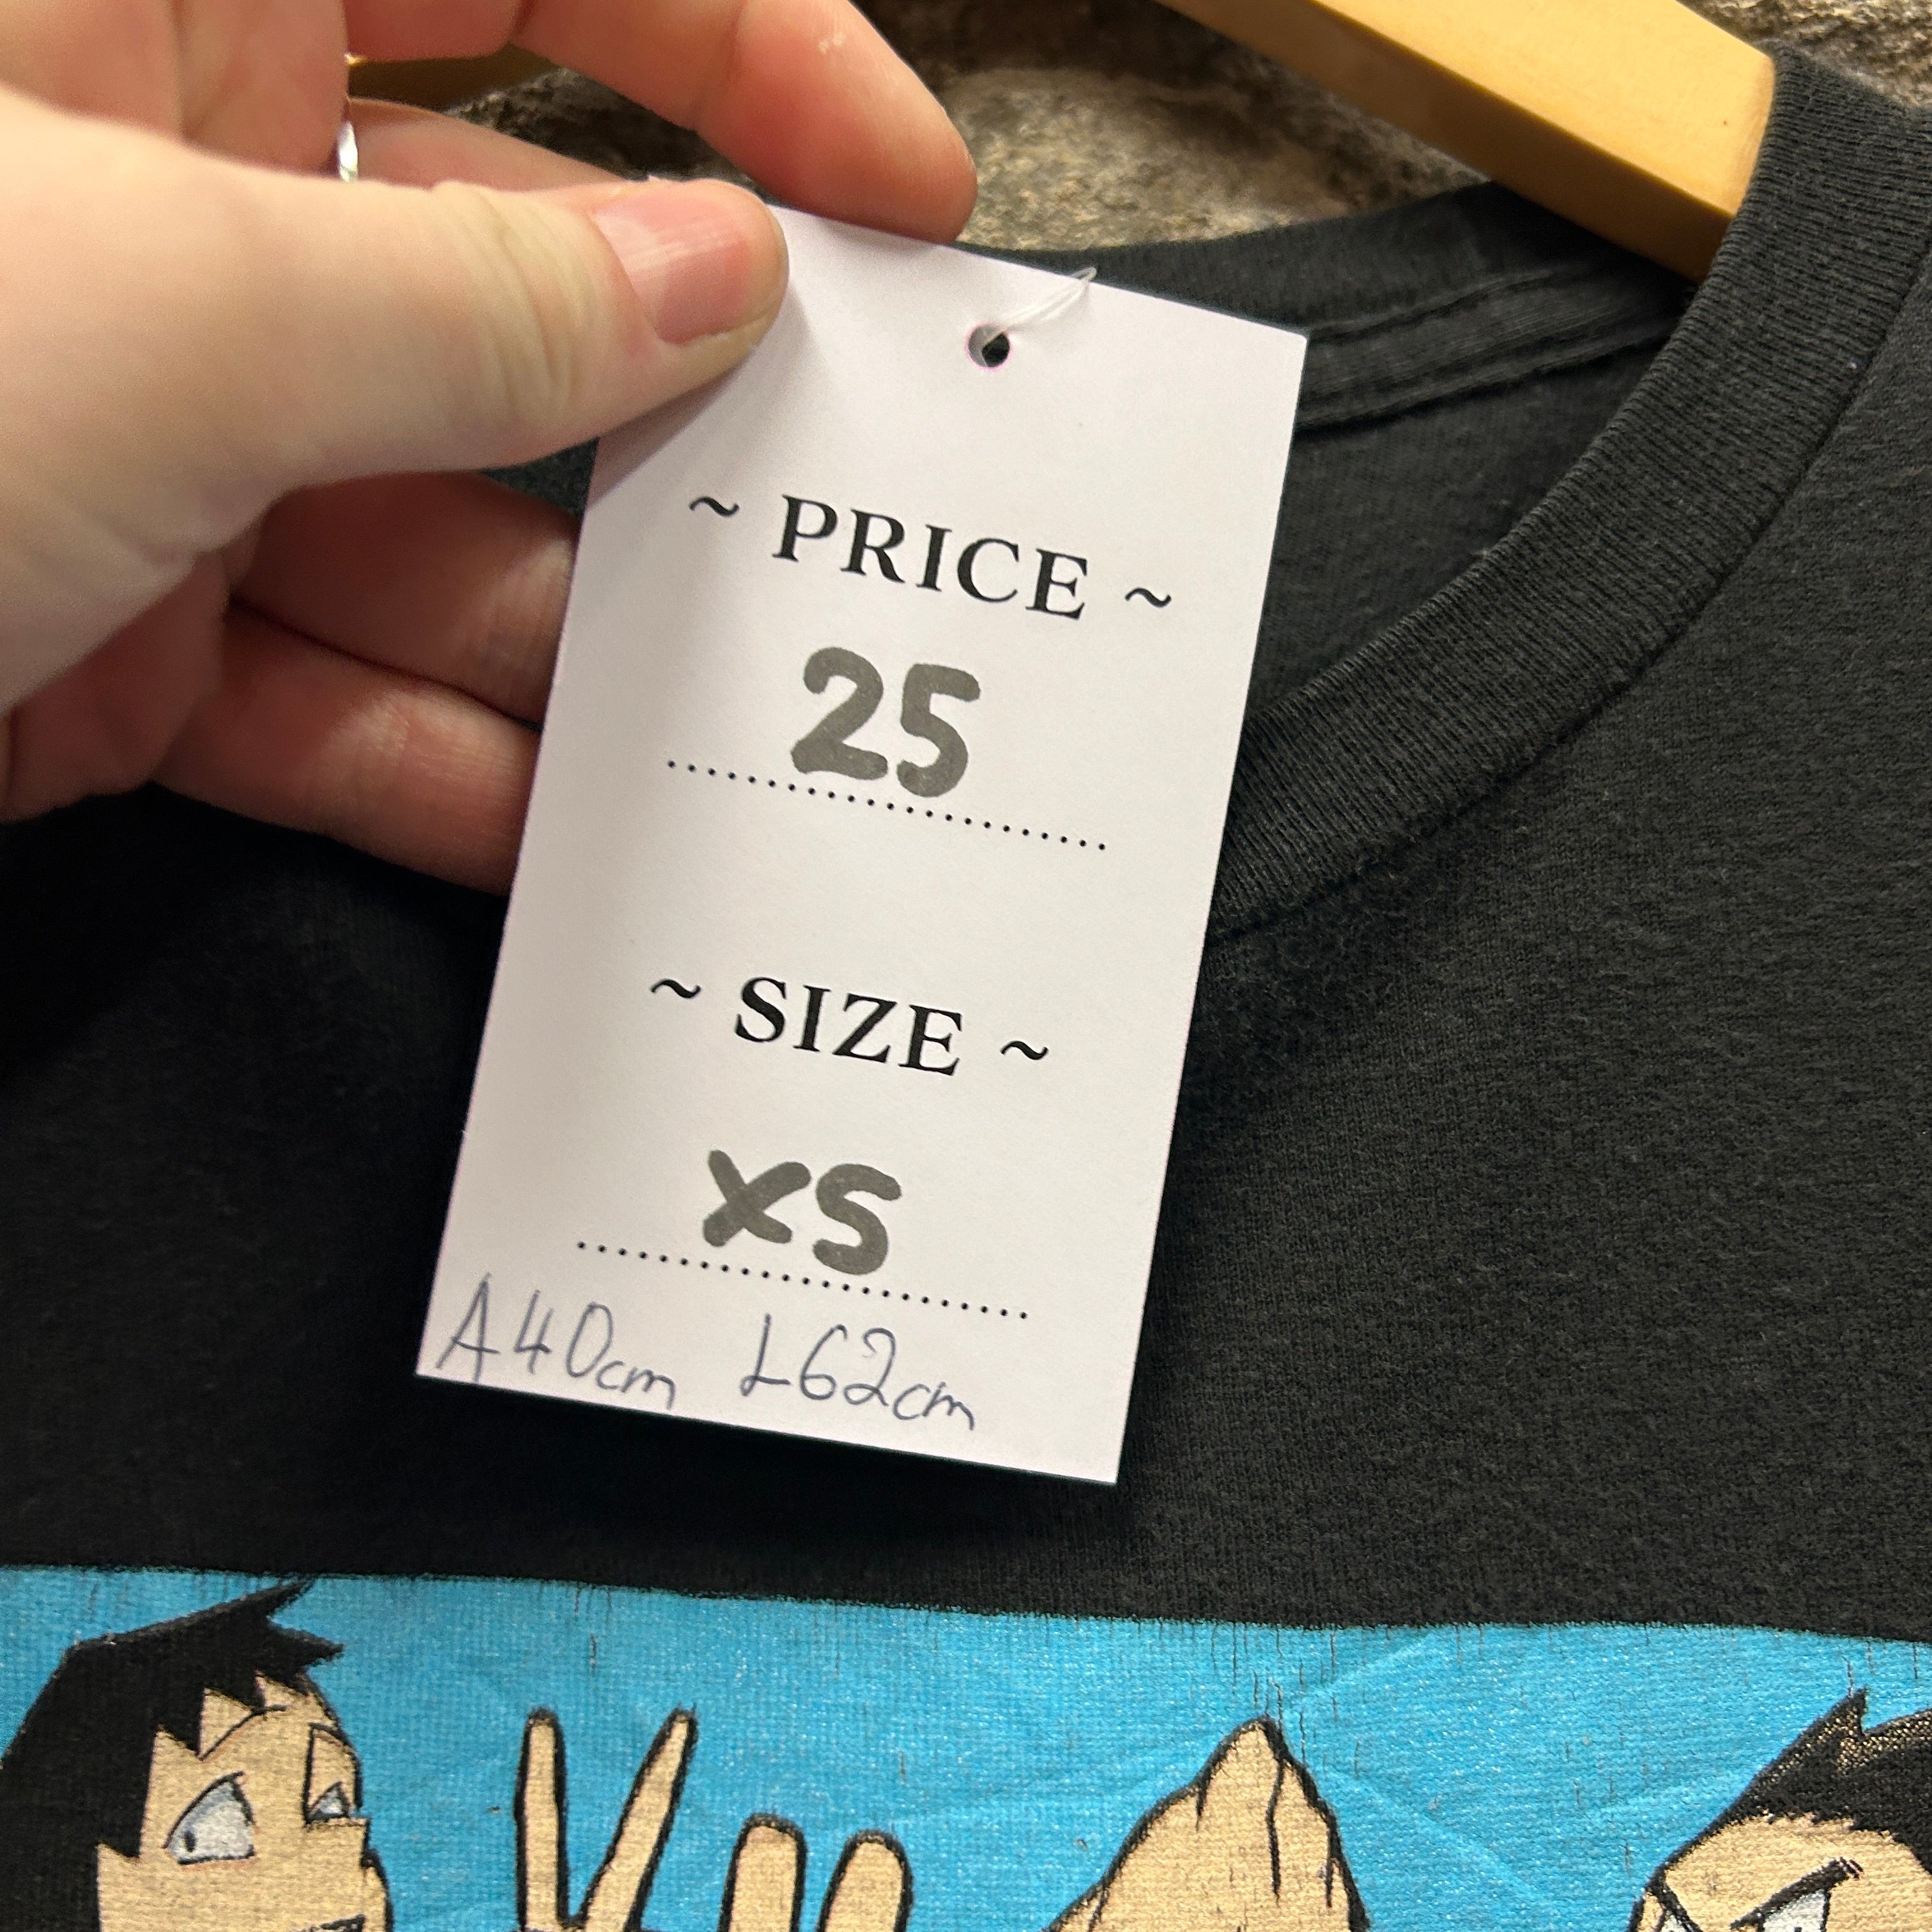 ~ PRICE ~
25
~ SIZE ~
XS
A40cm L62cm